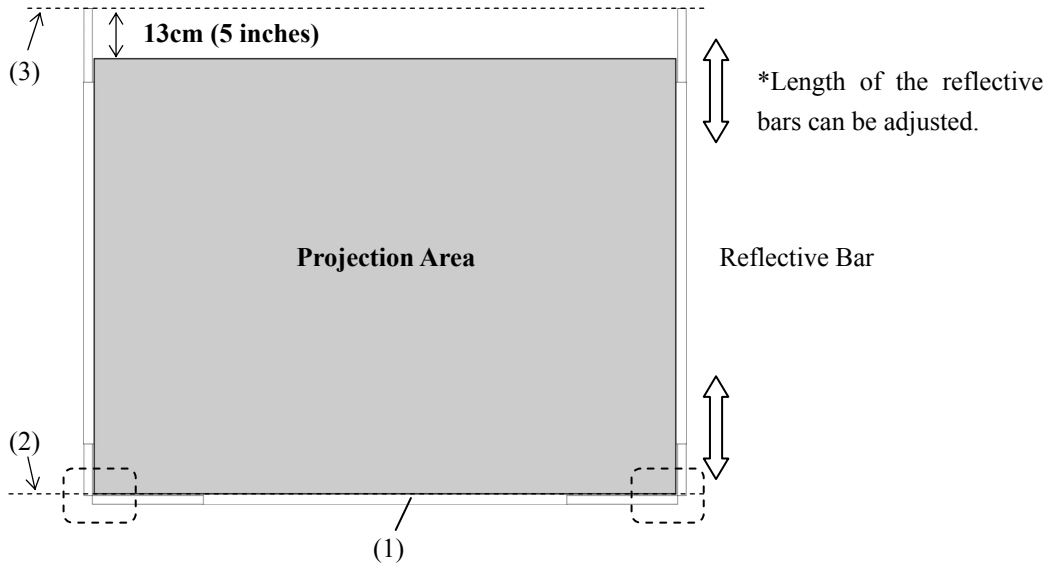 13cm (5 inches)
(3)
*Length of the reflective
bars can be adjusted.
Projection Area
Reflective Bar
(2)
(1)